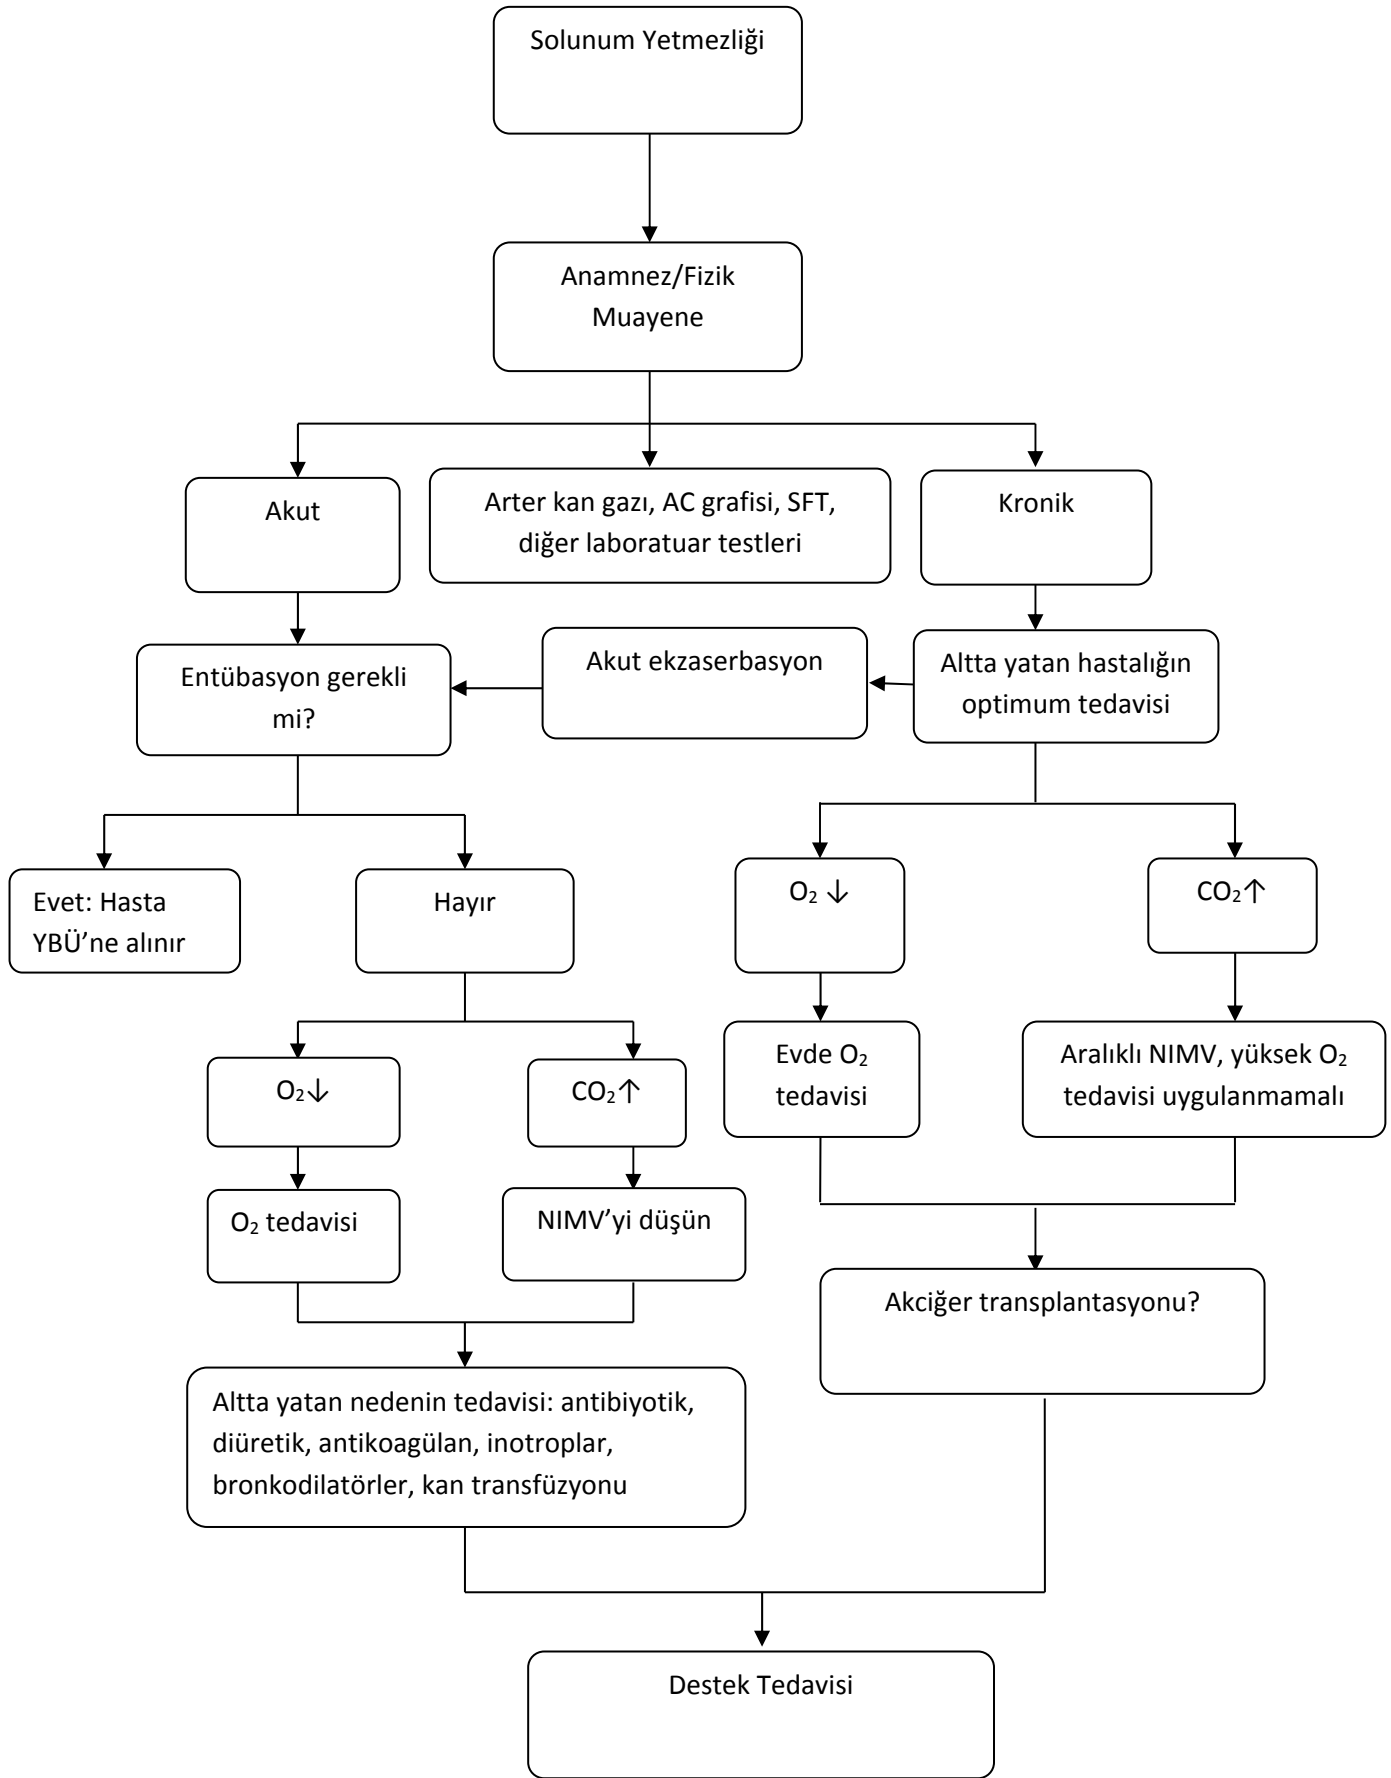 Solunum Yetmezliği
Anamnez/Fizik
Muayene
Akut
Arter kan gazı, AC grafisi, SFT,
diğer laboratuar testleri
Kronik
Entübasyon gerekli
mi?
Akut ekzaserbasyon
Altta yatan hastalığın
optimum tedavisi
Evet: Hasta
YBÜ’ne alınır
Hayır
O₂ ↓
CO₂↑
Evde O₂
tedavisi
Aralıklı NIMV, yüksek O₂
tedavisi uygulanmamalı
O₂↓
CO₂↑
O₂ tedavisi
NIMV’yi düşün
Akciğer transplantasyonu?
Altta yatan nedenin tedavisi: antibiyotik,
diüretik, antikoagülan, inotroplar,
bronkodilatörler, kan transfüzyonu
Destek Tedavisi